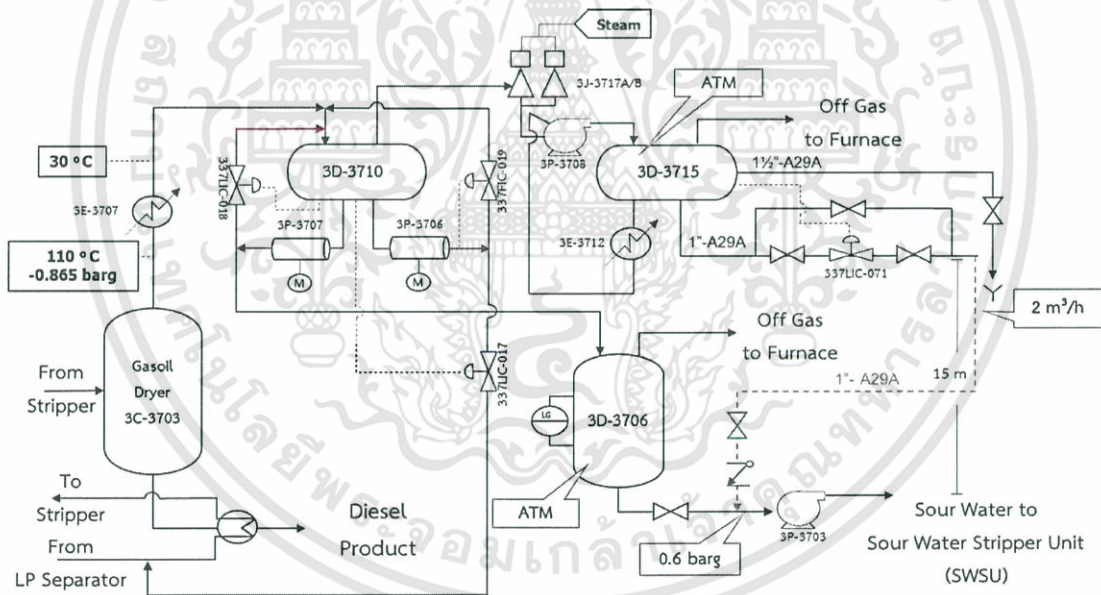 Steam
3J-3717A/B
ATM
Off Gas
to Furnace
30 °C
3E-3707
110 °C
-0.865 barg
337LIC-018
3D-3710
337FIC-019
3P-3707
3P-3706
M
M
3P-3708
3D-3715
1½"-A29A
3E-3712
1"-A29A
337LIC-071
2 m³/h
From
Stripper
Gasoil
Dryer
3C-3703
337LIC-017
Off Gas
to Furnace
1"- A29A
15 m
LG
3D-3706
ATM
0.6 barg
3P-3703
To
Stripper
From
LP Separator
Diesel
Product
Sour Water to
Sour Water Stripper Unit
(SWSU)